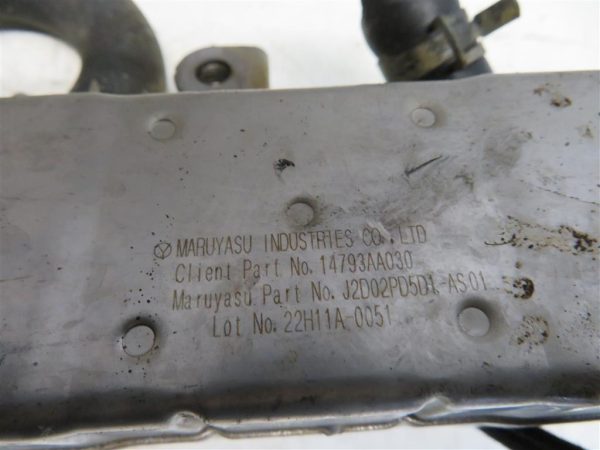 MARUYASU INDUSTRIES CO.,LTD
Client Part No. 14793AA030
Maruyasu Part No. J2D02PD5D1-AS01
Lot No. 22H11A-0051